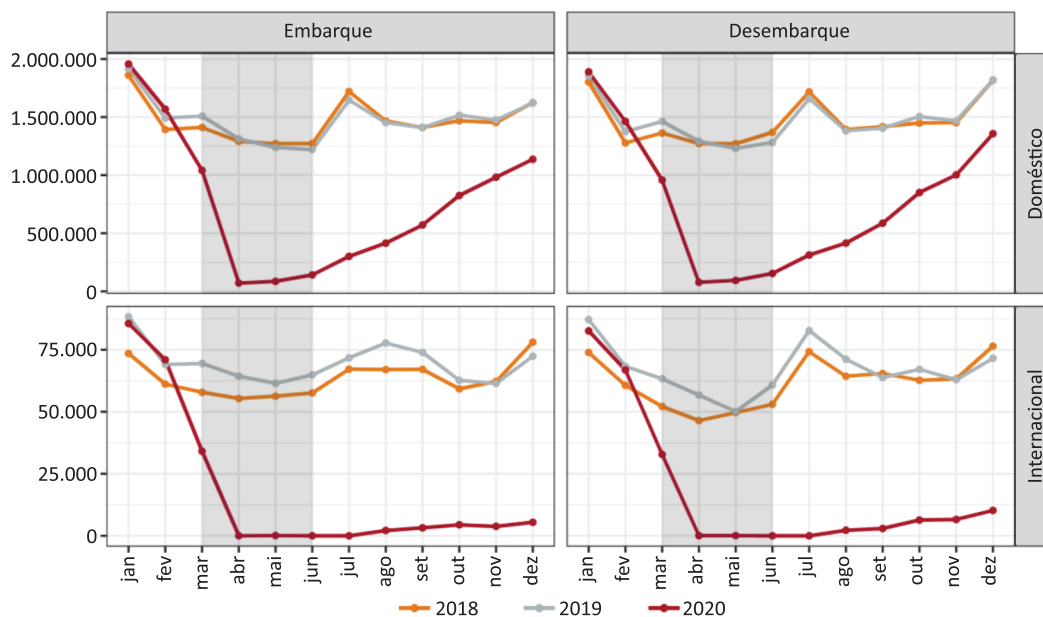 Embarque
Desembarque
2.000.000
1.500.000
1.000.000
500.000
0
Doméstico
75.000
50.000
25.000
0
Internacional
jan fev mar abr mai jun jul ago set out nov dez
jan fev mar abr mai jun jul ago set out nov dez
2018 2019 2020